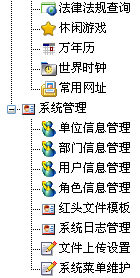 法律法规查询
休闲游戏
万年历
世界时钟
常用网址
系统管理
单位信息管理
部门信息管理
用户信息管理
角色信息管理
红头文件模板
系统日志管理
文件上传设置
系统菜单维护